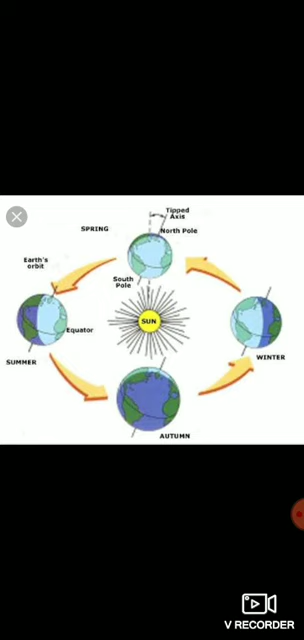 Tipped
Axis
SPRING
North Pole
Earth's
orbit
South
Pole
SUN
Equator
SUMMER
WINTER
AUTUMN
V RECORDER